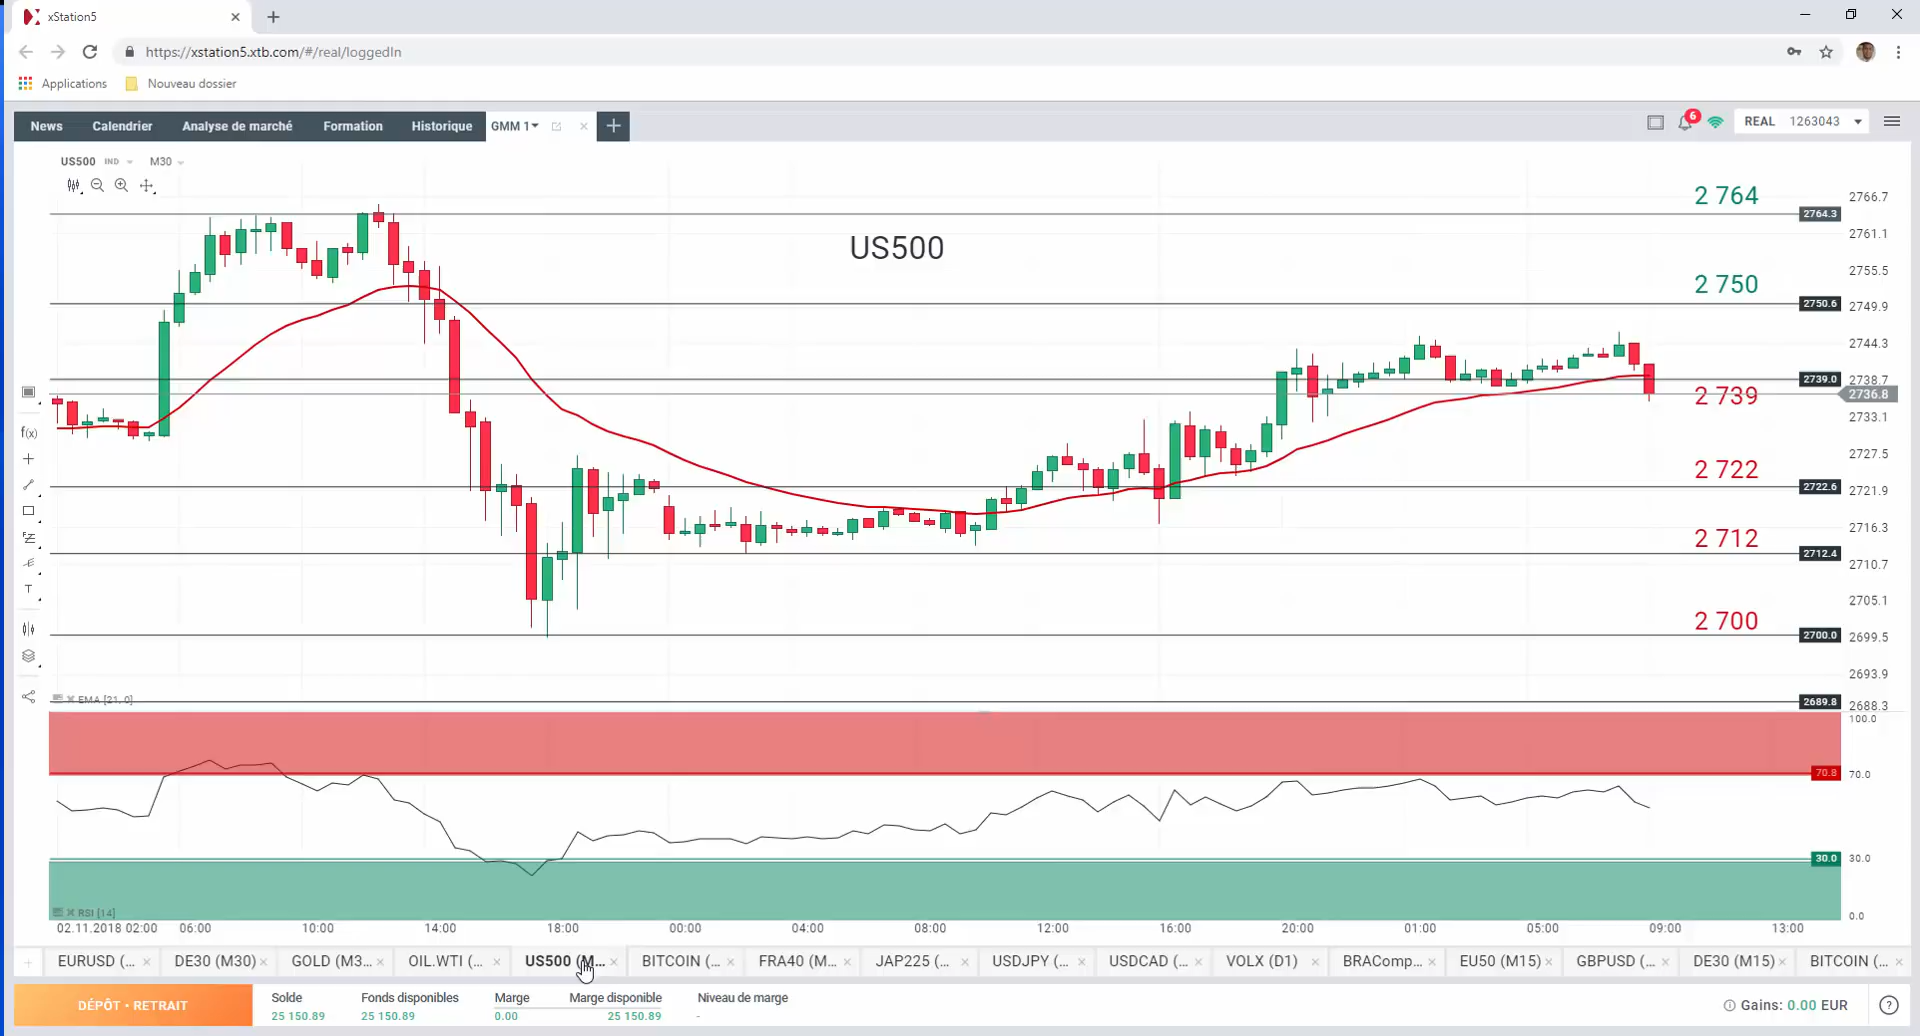 xStation5
https://xstation5.xtb.com/#/real/loggedIn
Applications Nouveau dossier
News Calendrier Analyse de marché Formation Historique GMM 1
6 REAL 1263043
US500 IND M30
US500
2 764
2 750
2 739
2 722
2 712
2 700
2766.7
2764.3
2761.1
2755.5
2750.6
2749.9
2744.3
2739.0
2738.7
2736.8
2733.1
2727.5
2722.6
2721.9
2716.3
2712.4
2710.7
2705.1
2700.0
2699.5
2693.9
2689.8
2688.3
f(x)
T
EMA [21, 0]
100.0
70.8 70.0
30.0 30.0
0.0
RSI [14]
02.11.2018 02:00 06:00 10:00 14:00 18:00 00:00 04:00 08:00 12:00 16:00 20:00 01:00 05:00 09:00 13:00
EURUSD (... DE30 (M30) GOLD (M3... OIL.WTI (... US500 (M... BITCOIN (... FRA40 (M... JAP225 (... USDJPY (... USDCAD (... VOLX (D1) BRAComp... EU50 (M15) GBPUSD (... DE30 (M15) BITCOIN (...
DÉPÔT • RETRAIT
Solde Fonds disponibles Marge Marge disponible Niveau de marge
25 150.89 25 150.89 0.00 25 150.89 -
Gains: 0.00 EUR